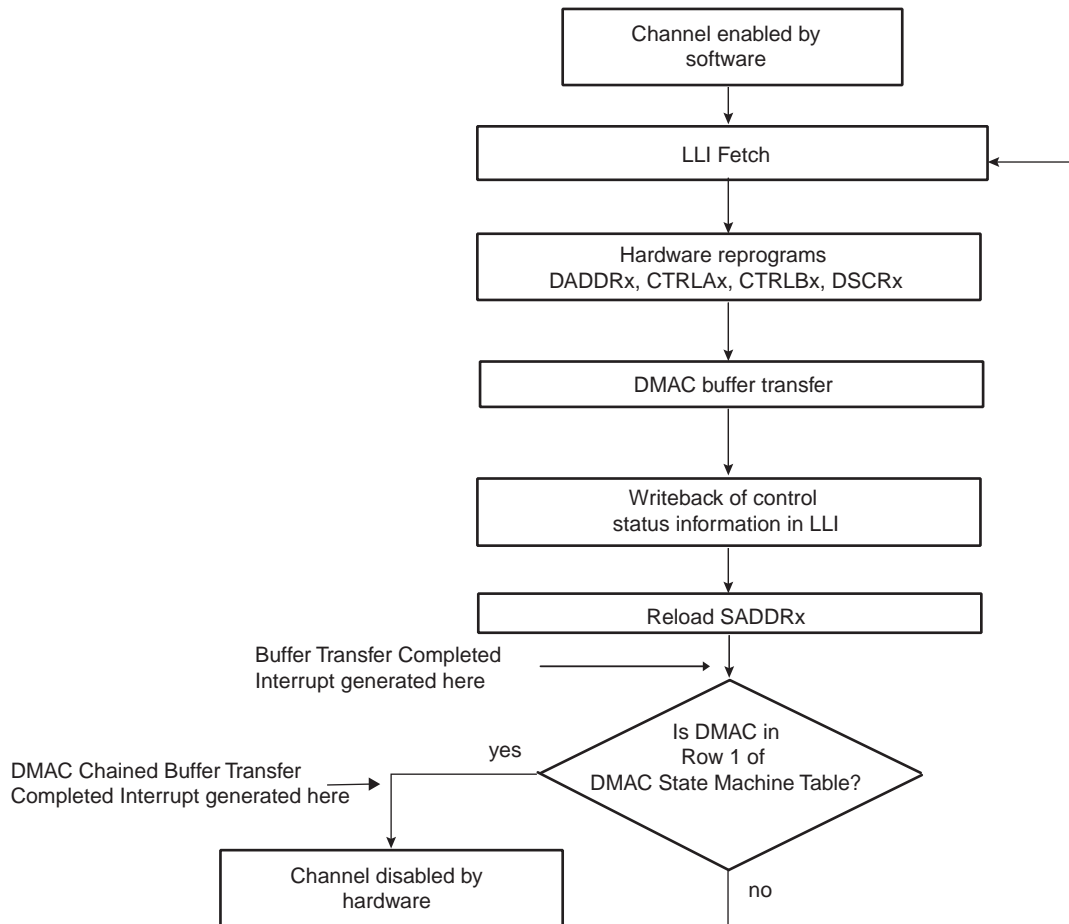 Channel enabled by
software
LLI Fetch
Hardware reprograms
DADDRx, CTRLAx, CTRLBx, DSCRx
DMAC buffer transfer
Writeback of control
status information in LLI
Reload SADDRx
Buffer Transfer Completed
Interrupt generated here
Is DMAC in
Row 1 of
DMAC State Machine Table?
yes
DMAC Chained Buffer Transfer
Completed Interrupt generated here
Channel disabled by
hardware
no